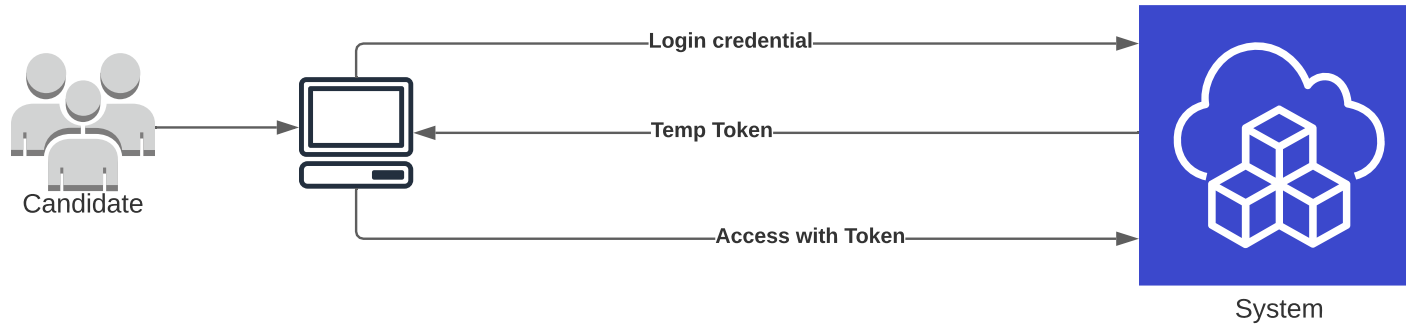 Login credential
Temp Token
Candidate
Access with Token
System